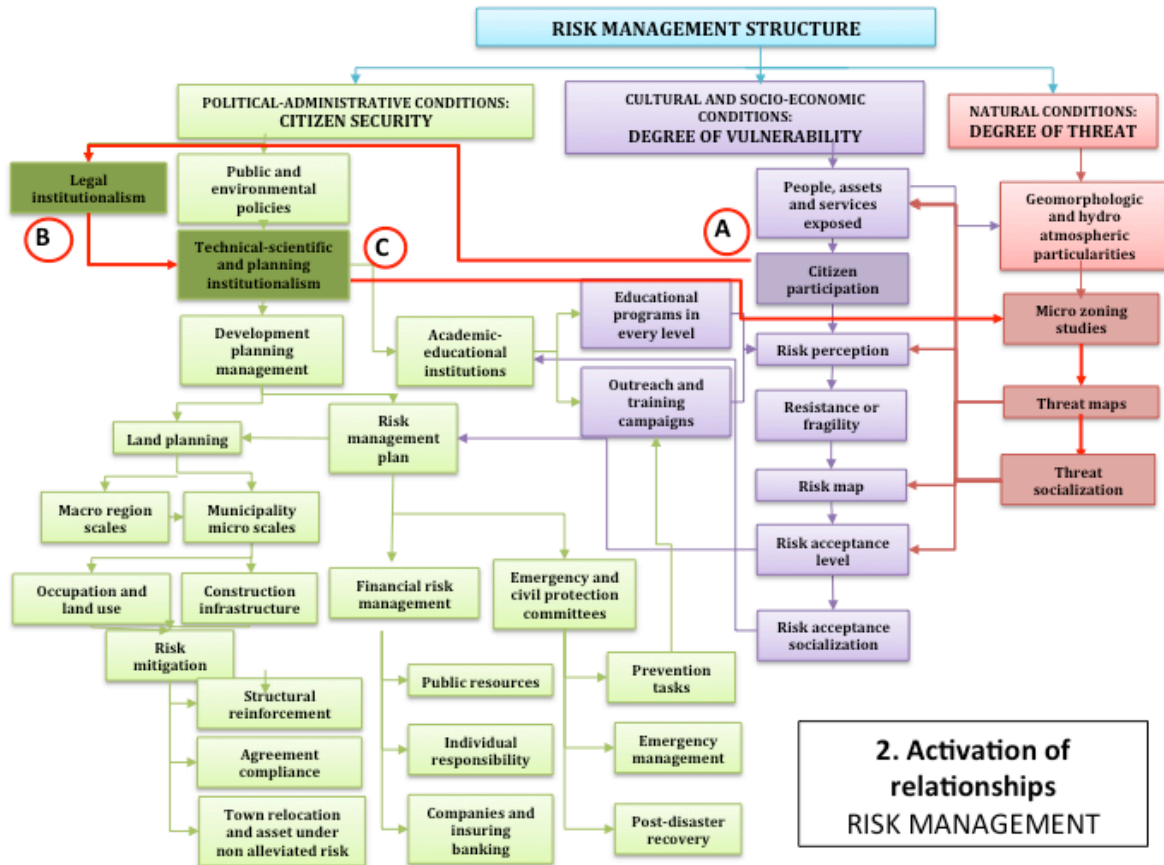 RISK MANAGEMENT STRUCTURE
POLITICAL-ADMINISTRATIVE CONDITIONS:
CITIZEN SECURITY
CULTURAL AND SOCIO-ECONOMIC
CONDITIONS:
DEGREE OF VULNERABILITY
NATURAL CONDITIONS:
DEGREE OF THREAT
Legal
institutionalism
Public and
environmental
policies
People, assets
and services
exposed
Geomorphologic
and hydro
atmospheric
particularities
B
C
A
Technical-scientific
and planning
institutionalism
Citizen
participation
Educational
programs in
every level
Micro zoning
studies
Development
planning
management
Academic-
educational
institutions
Risk perception
Outreach and
training
campaigns
Resistance or
fragility
Threat maps
Land planning
Risk
management
plan
Risk map
Threat
socialization
Macro region
scales
Municipality
micro scales
Risk acceptance
level
Occupation and
land use
Construction
infrastructure
Financial risk
management
Emergency and
civil protection
committees
Risk acceptance
socialization
Risk
mitigation
Structural
reinforcement
Public resources
Prevention
tasks
Agreement
compliance
Individual
responsibility
Emergency
management
Town relocation
and asset under
non alleviated risk
Companies and
insuring
banking
Post-disaster
recovery
2. Activation of
relationships
RISK MANAGEMENT